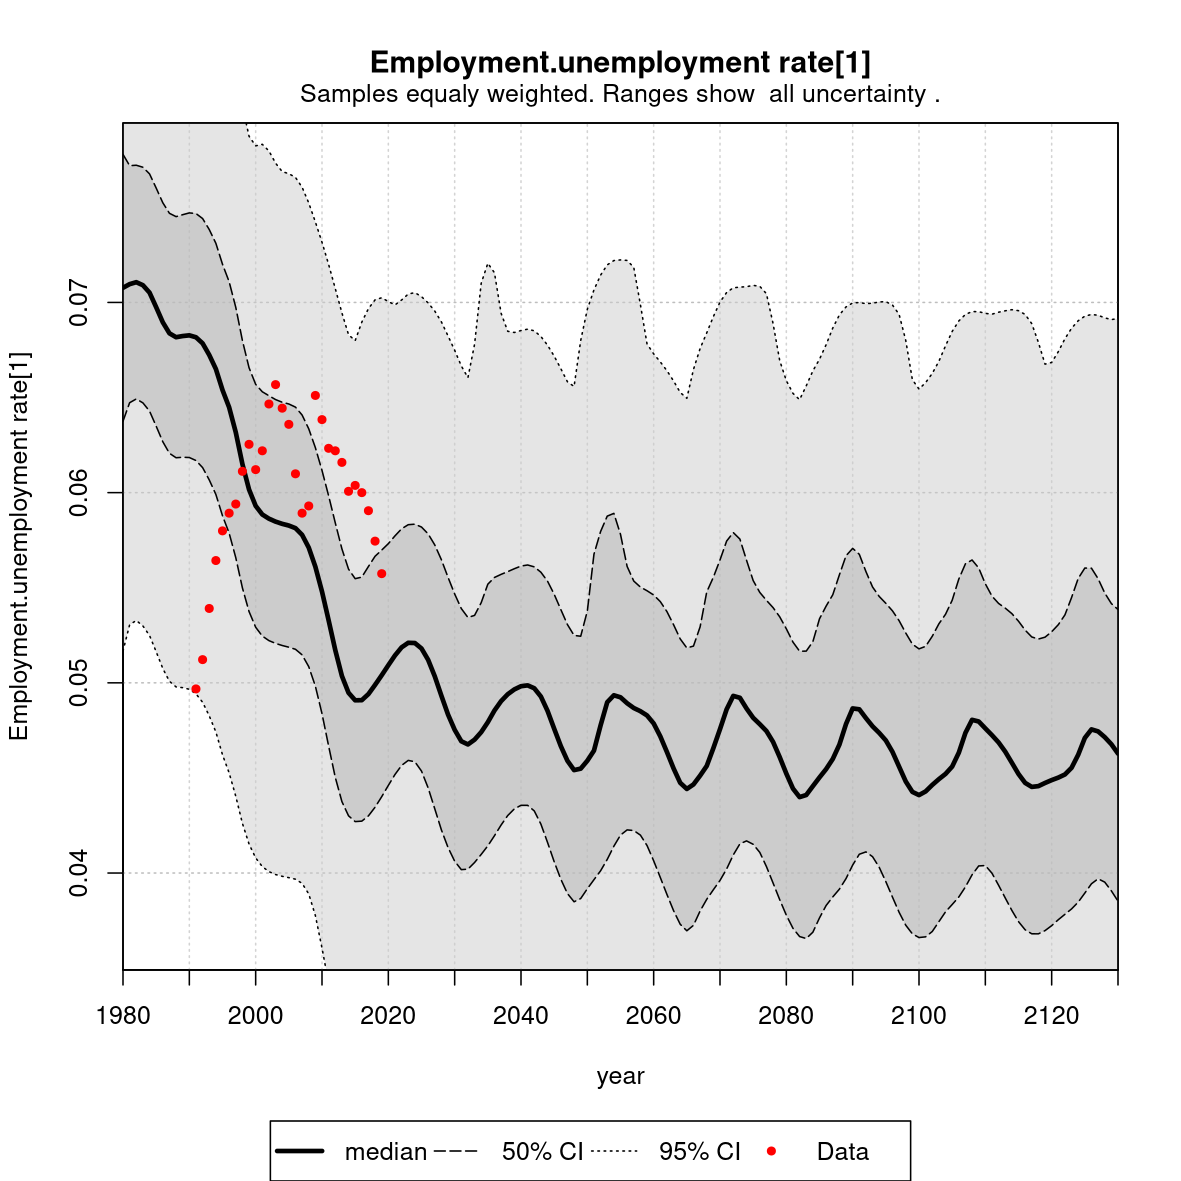 Employment.unemployment rate[1]
Samples equaly weighted. Ranges show  all uncertainty .
Employment.unemployment rate[1]
0.07
0.06
0.05
0.04
1980 2000 2020 2040 2060 2080 2100 2120
year
median 50% CI 95% CI Data